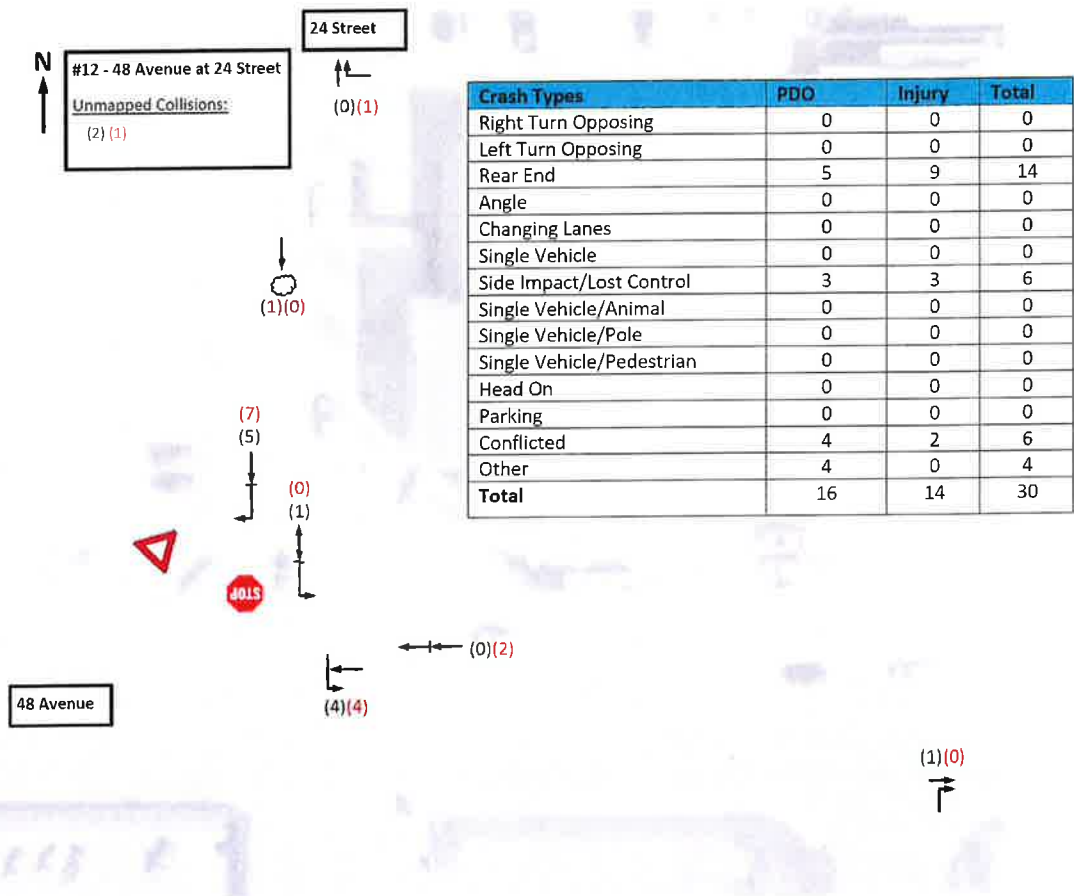 24 Street
N
#12 - 48 Avenue at 24 Street
Unmapped Collisions:
(2) (1)
(0)(1)
Crash Types PDO Injury Total
Right Turn Opposing 0 0 0
Left Turn Opposing 0 0 0
Rear End 5 9 14
Angle 0 0 0
Changing Lanes 0 0 0
Single Vehicle 0 0 0
Side Impact/Lost Control 3 3 6
Single Vehicle/Animal 0 0 0
Single Vehicle/Pole 0 0 0
Single Vehicle/Pedestrian 0 0 0
Head On 0 0 0
Parking 0 0 0
Conflicted 4 2 6
Other 4 0 4
Total 16 14 30
(1)(0)
(7)
(5)
(0)
(1)
STOP
(0)(2)
(4)(4)
48 Avenue
(1)(0)